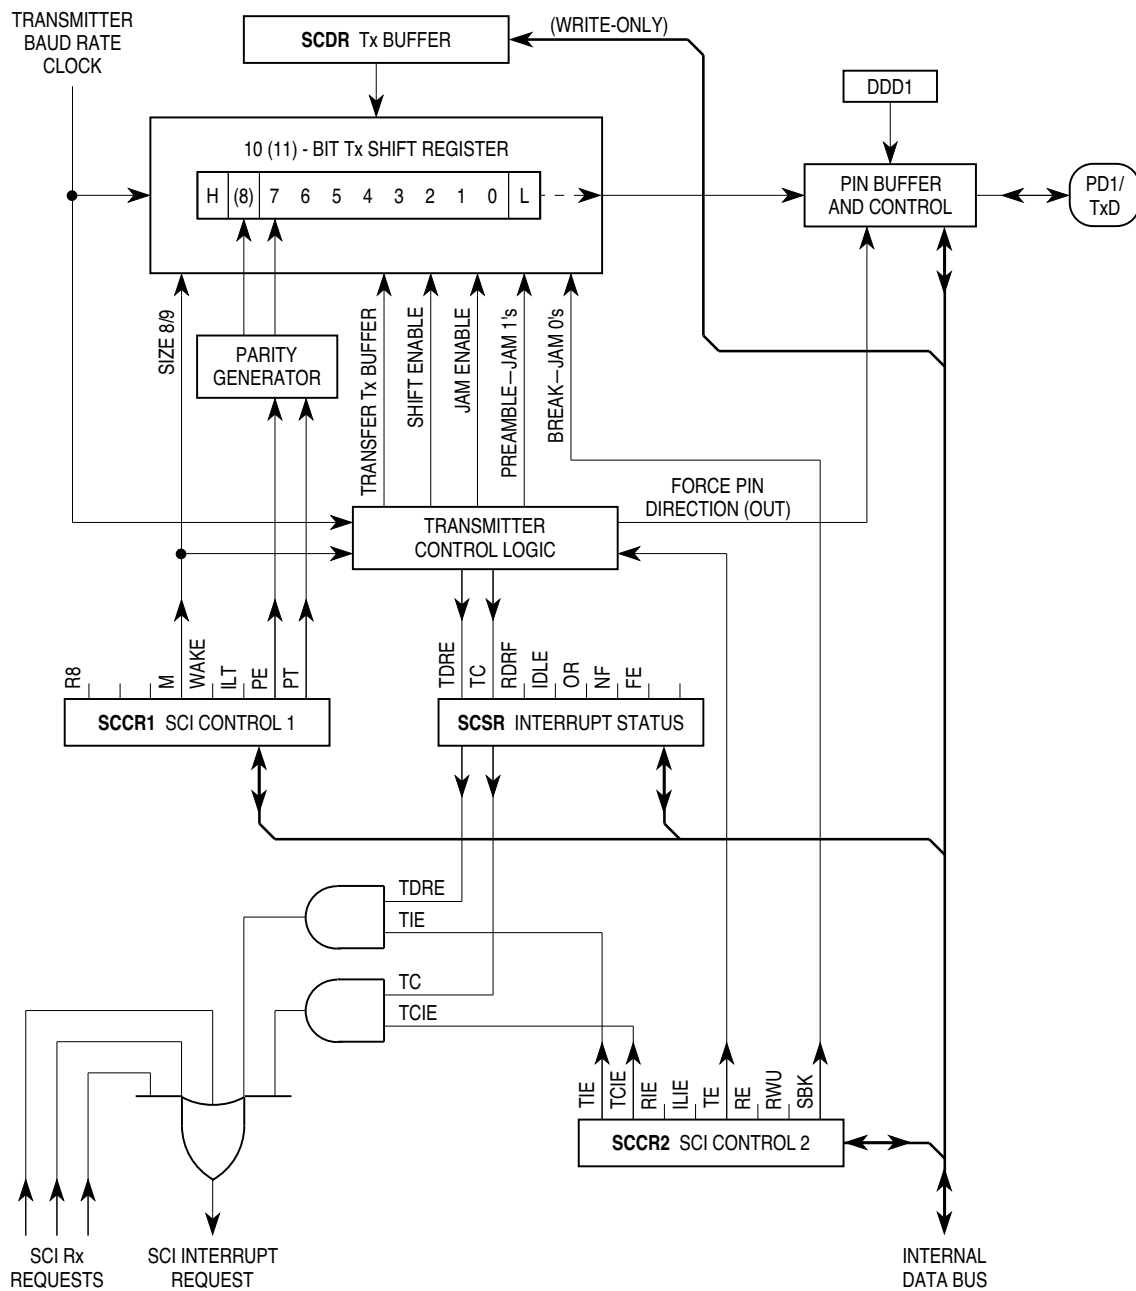 TRANSMITTER
BAUD RATE
CLOCK
SCDR Tx BUFFER
(WRITE-ONLY)
DDD1
10 (11) - BIT Tx SHIFT REGISTER
H (8) 7 6 5 4 3 2 1 0 L
PIN BUFFER
AND CONTROL
PD1/
TxD
SIZE 8/9
PARITY
GENERATOR
TRANSFER Tx BUFFER
SHIFT ENABLE
JAM ENABLE
PREAMBLE—JAM 1's
BREAK—JAM 0's
FORCE PIN
DIRECTION (OUT)
TRANSMITTER
CONTROL LOGIC
R8
M
WAKE
ILT
PE
PT
SCCR1 SCI CONTROL 1
TDRE
TC
RDRF
IDLE
OR
NF
FE
SCSR INTERRUPT STATUS
TDRE
TIE
TC
TCIE
TIE
TCIE
RIE
ILIE
TE
RE
RWU
SBK
SCCR2 SCI CONTROL 2
SCI Rx
REQUESTS
SCI INTERRUPT
REQUEST
INTERNAL
DATA BUS